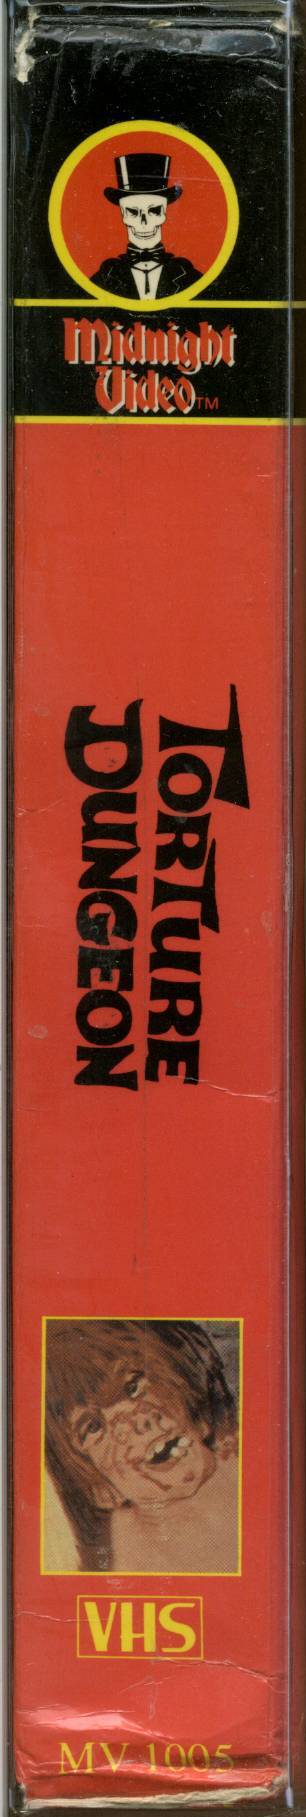 Midnight
Video™
TORTURE
DUNGEON
VHS
MV 1005